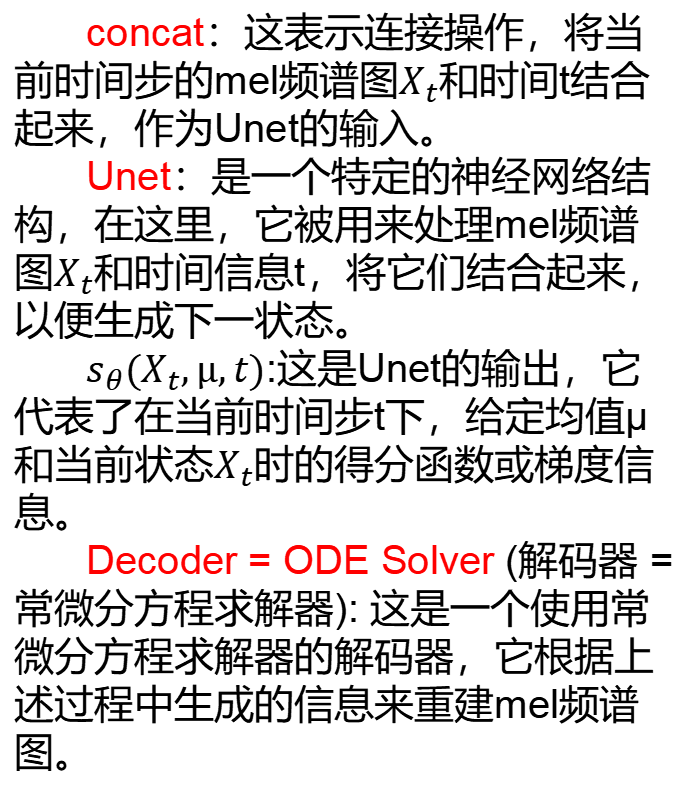 concat：这表示连接操作，将当
前时间步的mel频谱图𝑋𝑡和时间t结合
起来，作为Unet的输入。
Unet：是一个特定的神经网络结
构，在这里，它被用来处理mel频谱
图𝑋𝑡和时间信息t，将它们结合起来，
以便生成下一状态。
𝑠𝜃(𝑋𝑡, μ, 𝑡):这是Unet的输出，它
代表了在当前时间步t下，给定均值μ
和当前状态𝑋𝑡时的得分函数或梯度信
息。
Decoder = ODE Solver (解码器 =
常微分方程求解器): 这是一个使用常
微分方程求解器的解码器，它根据上
述过程中生成的信息来重建mel频谱
图。